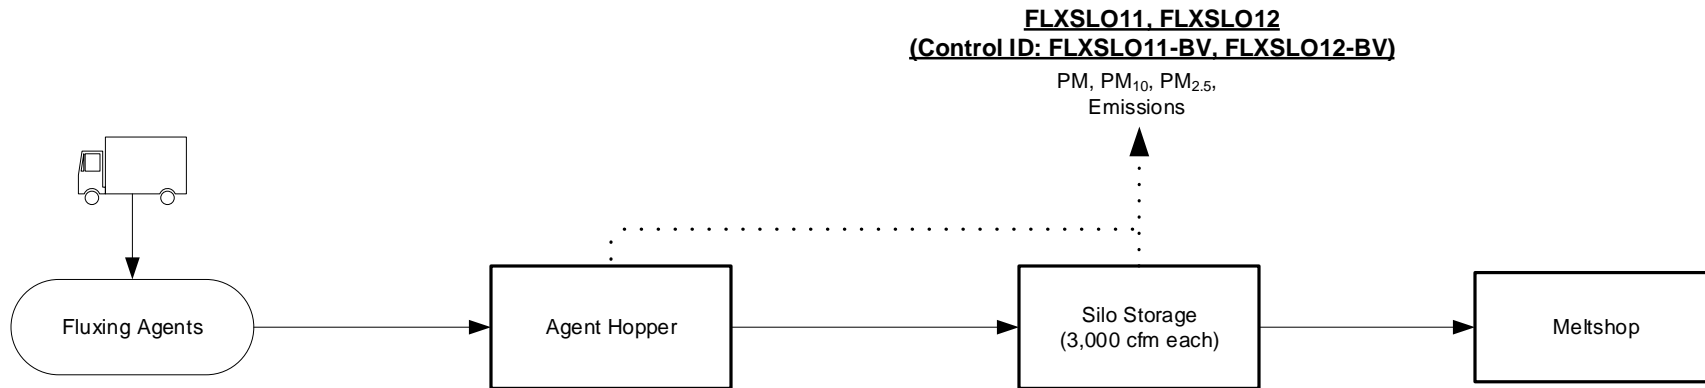 FLXSLO11, FLXSLO12
(Control ID: FLXSLO11-BV, FLXSLO12-BV)
PM, PM₁₀, PM₂.₅,
Emissions
Fluxing Agents
Agent Hopper
Silo Storage
(3,000 cfm each)
Meltshop